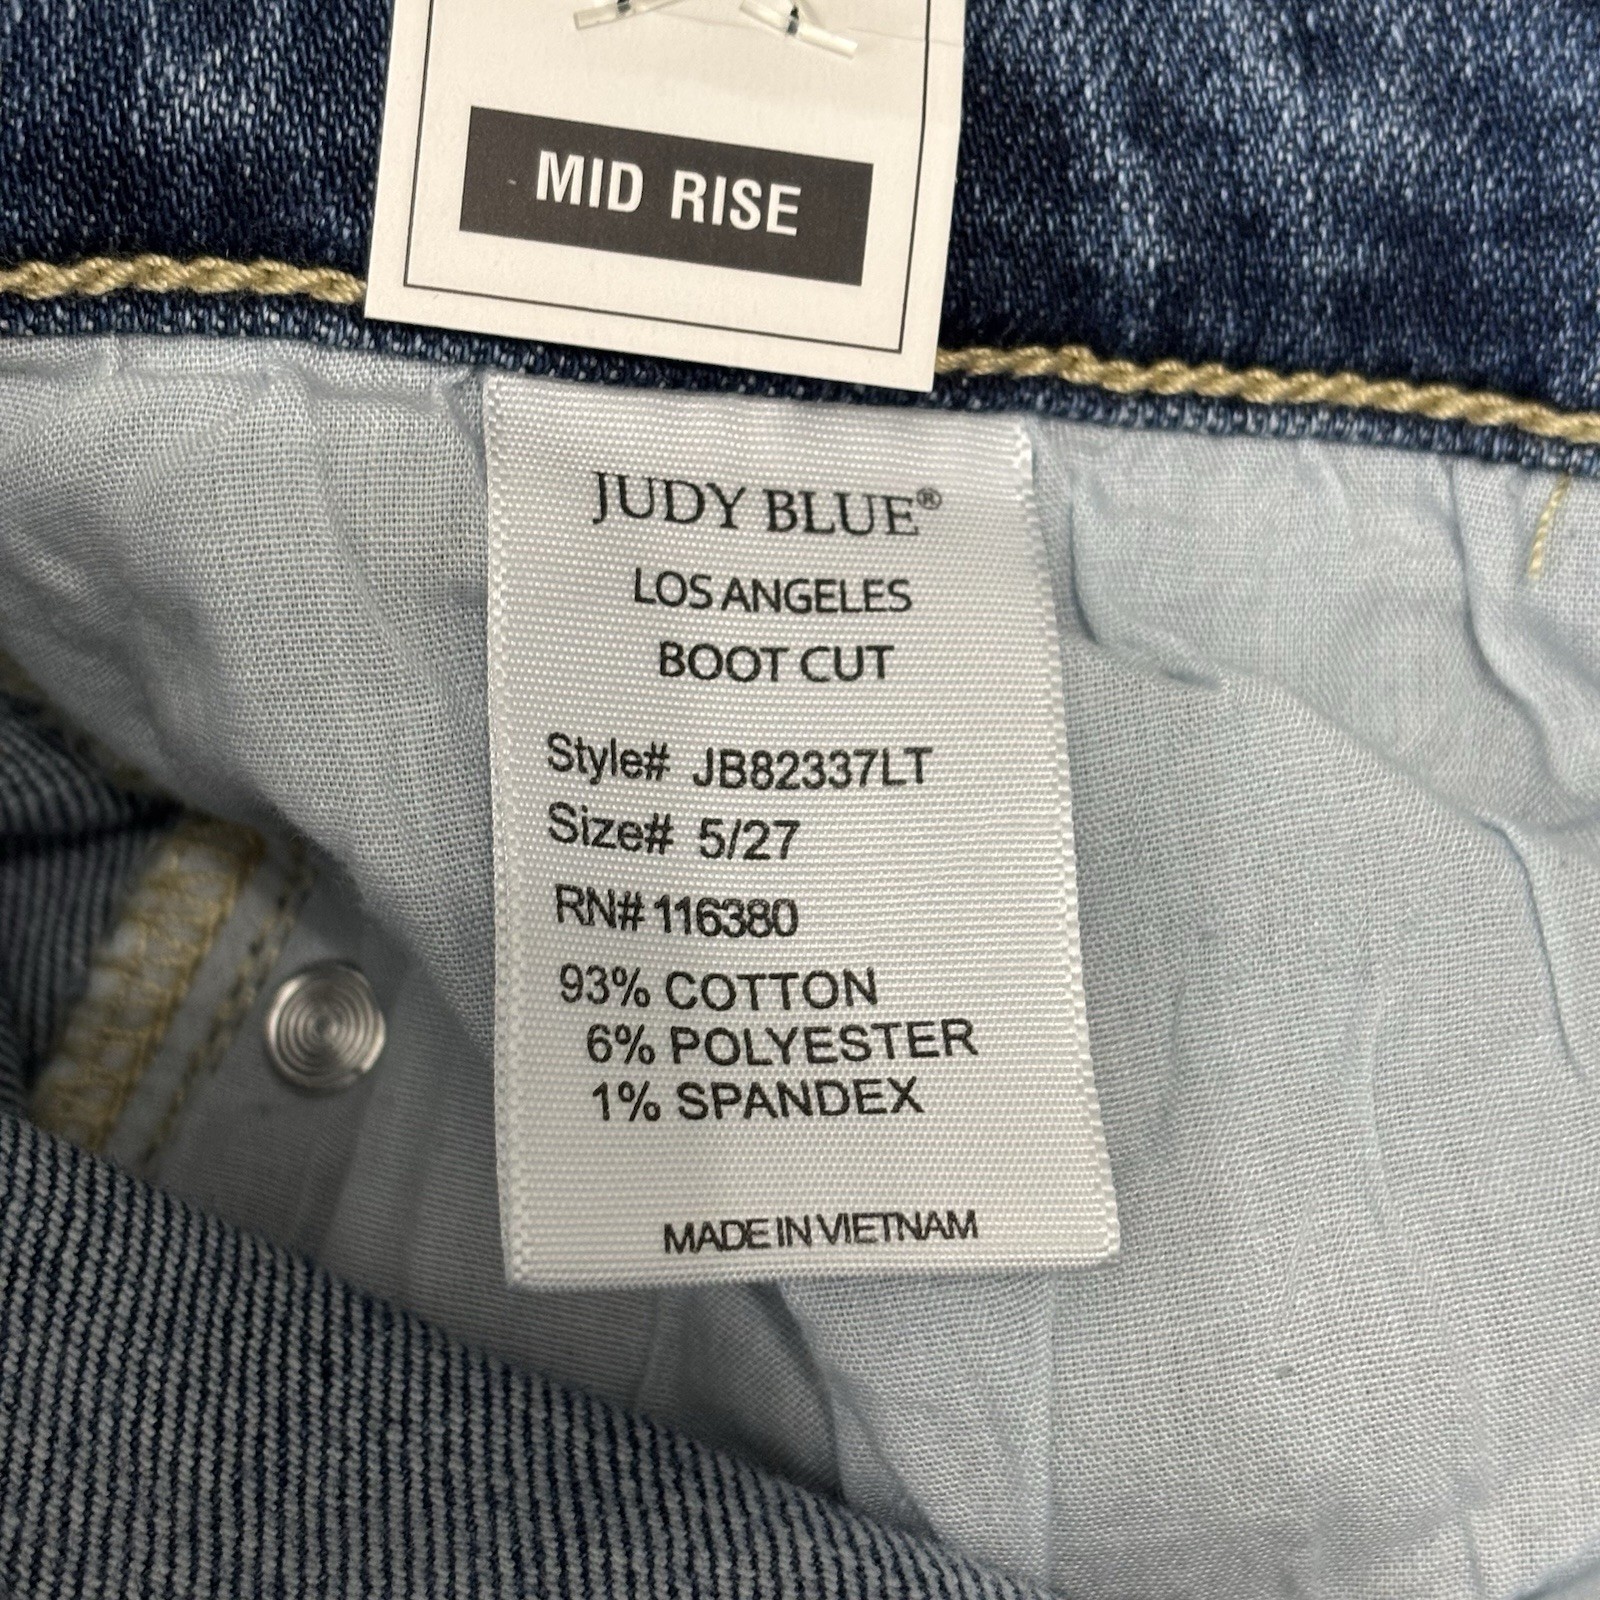 MID RISE
JUDY BLUE®
LOS ANGELES
BOOT CUT
Style# JB82337LT
Size# 5/27
RN# 116380
93% COTTON
6% POLYESTER
1% SPANDEX
MADE IN VIETNAM